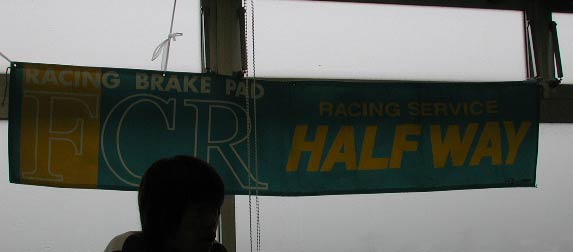 RACING BRAKE PAD
FCR
RACING SERVICE
HALF WAY